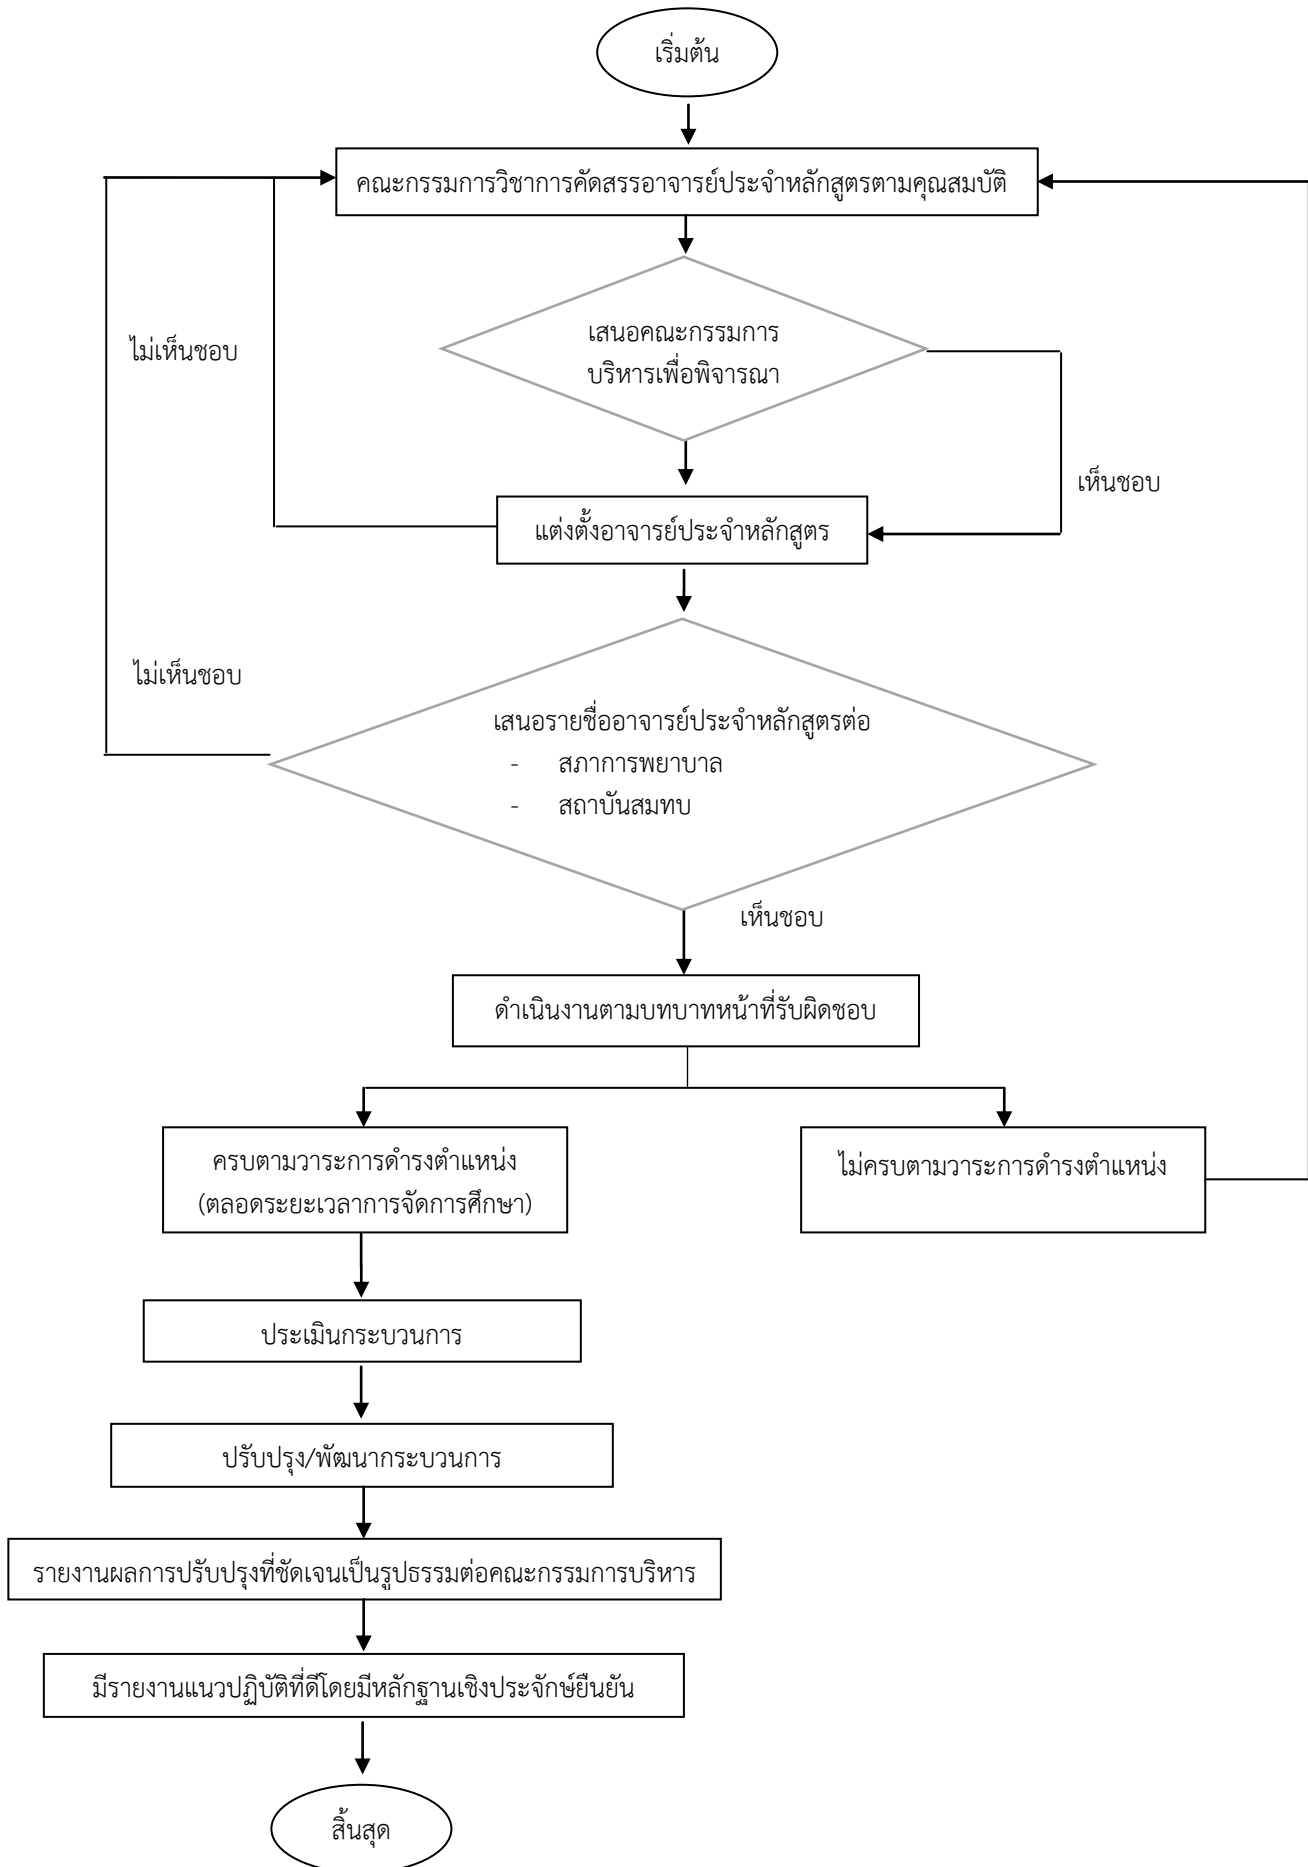 เริ่มต้น
คณะกรรมการวิชาการคัดสรรอาจารย์ประจำหลักสูตรตามคุณสมบัติ
เสนอคณะกรรมการ
บริหารเพื่อพิจารณา
ไม่เห็นชอบ
เห็นชอบ
แต่งตั้งอาจารย์ประจำหลักสูตร
ไม่เห็นชอบ
เสนอรายชื่ออาจารย์ประจำหลักสูตรต่อ
- สภาการพยาบาล
- สถาบันสมทบ
เห็นชอบ
ดำเนินงานตามบทบาทหน้าที่รับผิดชอบ
ครบตามวาระการดำรงตำแหน่ง
(ตลอดระยะเวลาการจัดการศึกษา)
ไม่ครบตามวาระการดำรงตำแหน่ง
ประเมินกระบวนการ
ปรับปรุง/พัฒนากระบวนการ
รายงานผลการปรับปรุงที่ชัดเจนเป็นรูปธรรมต่อคณะกรรมการบริหาร
มีรายงานแนวปฏิบัติที่ดีโดยมีหลักฐานเชิงประจักษ์ยืนยัน
สิ้นสุด